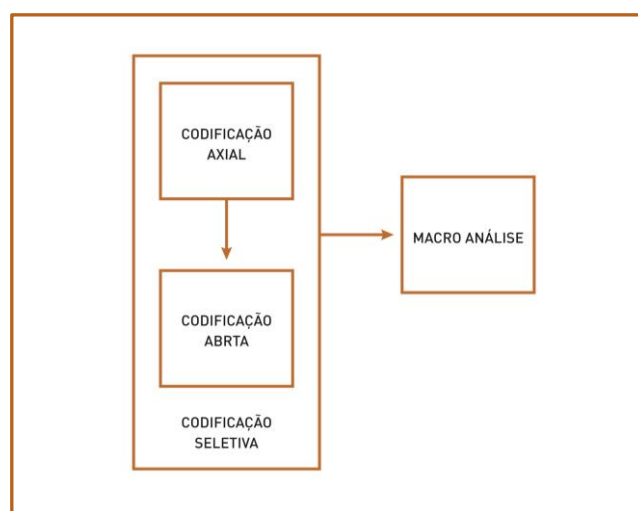 CODIFICAÇÃO
AXIAL
MACRO ANÁLISE
CODIFICAÇÃO
ABRTA
CODIFICAÇÃO
SELETIVA